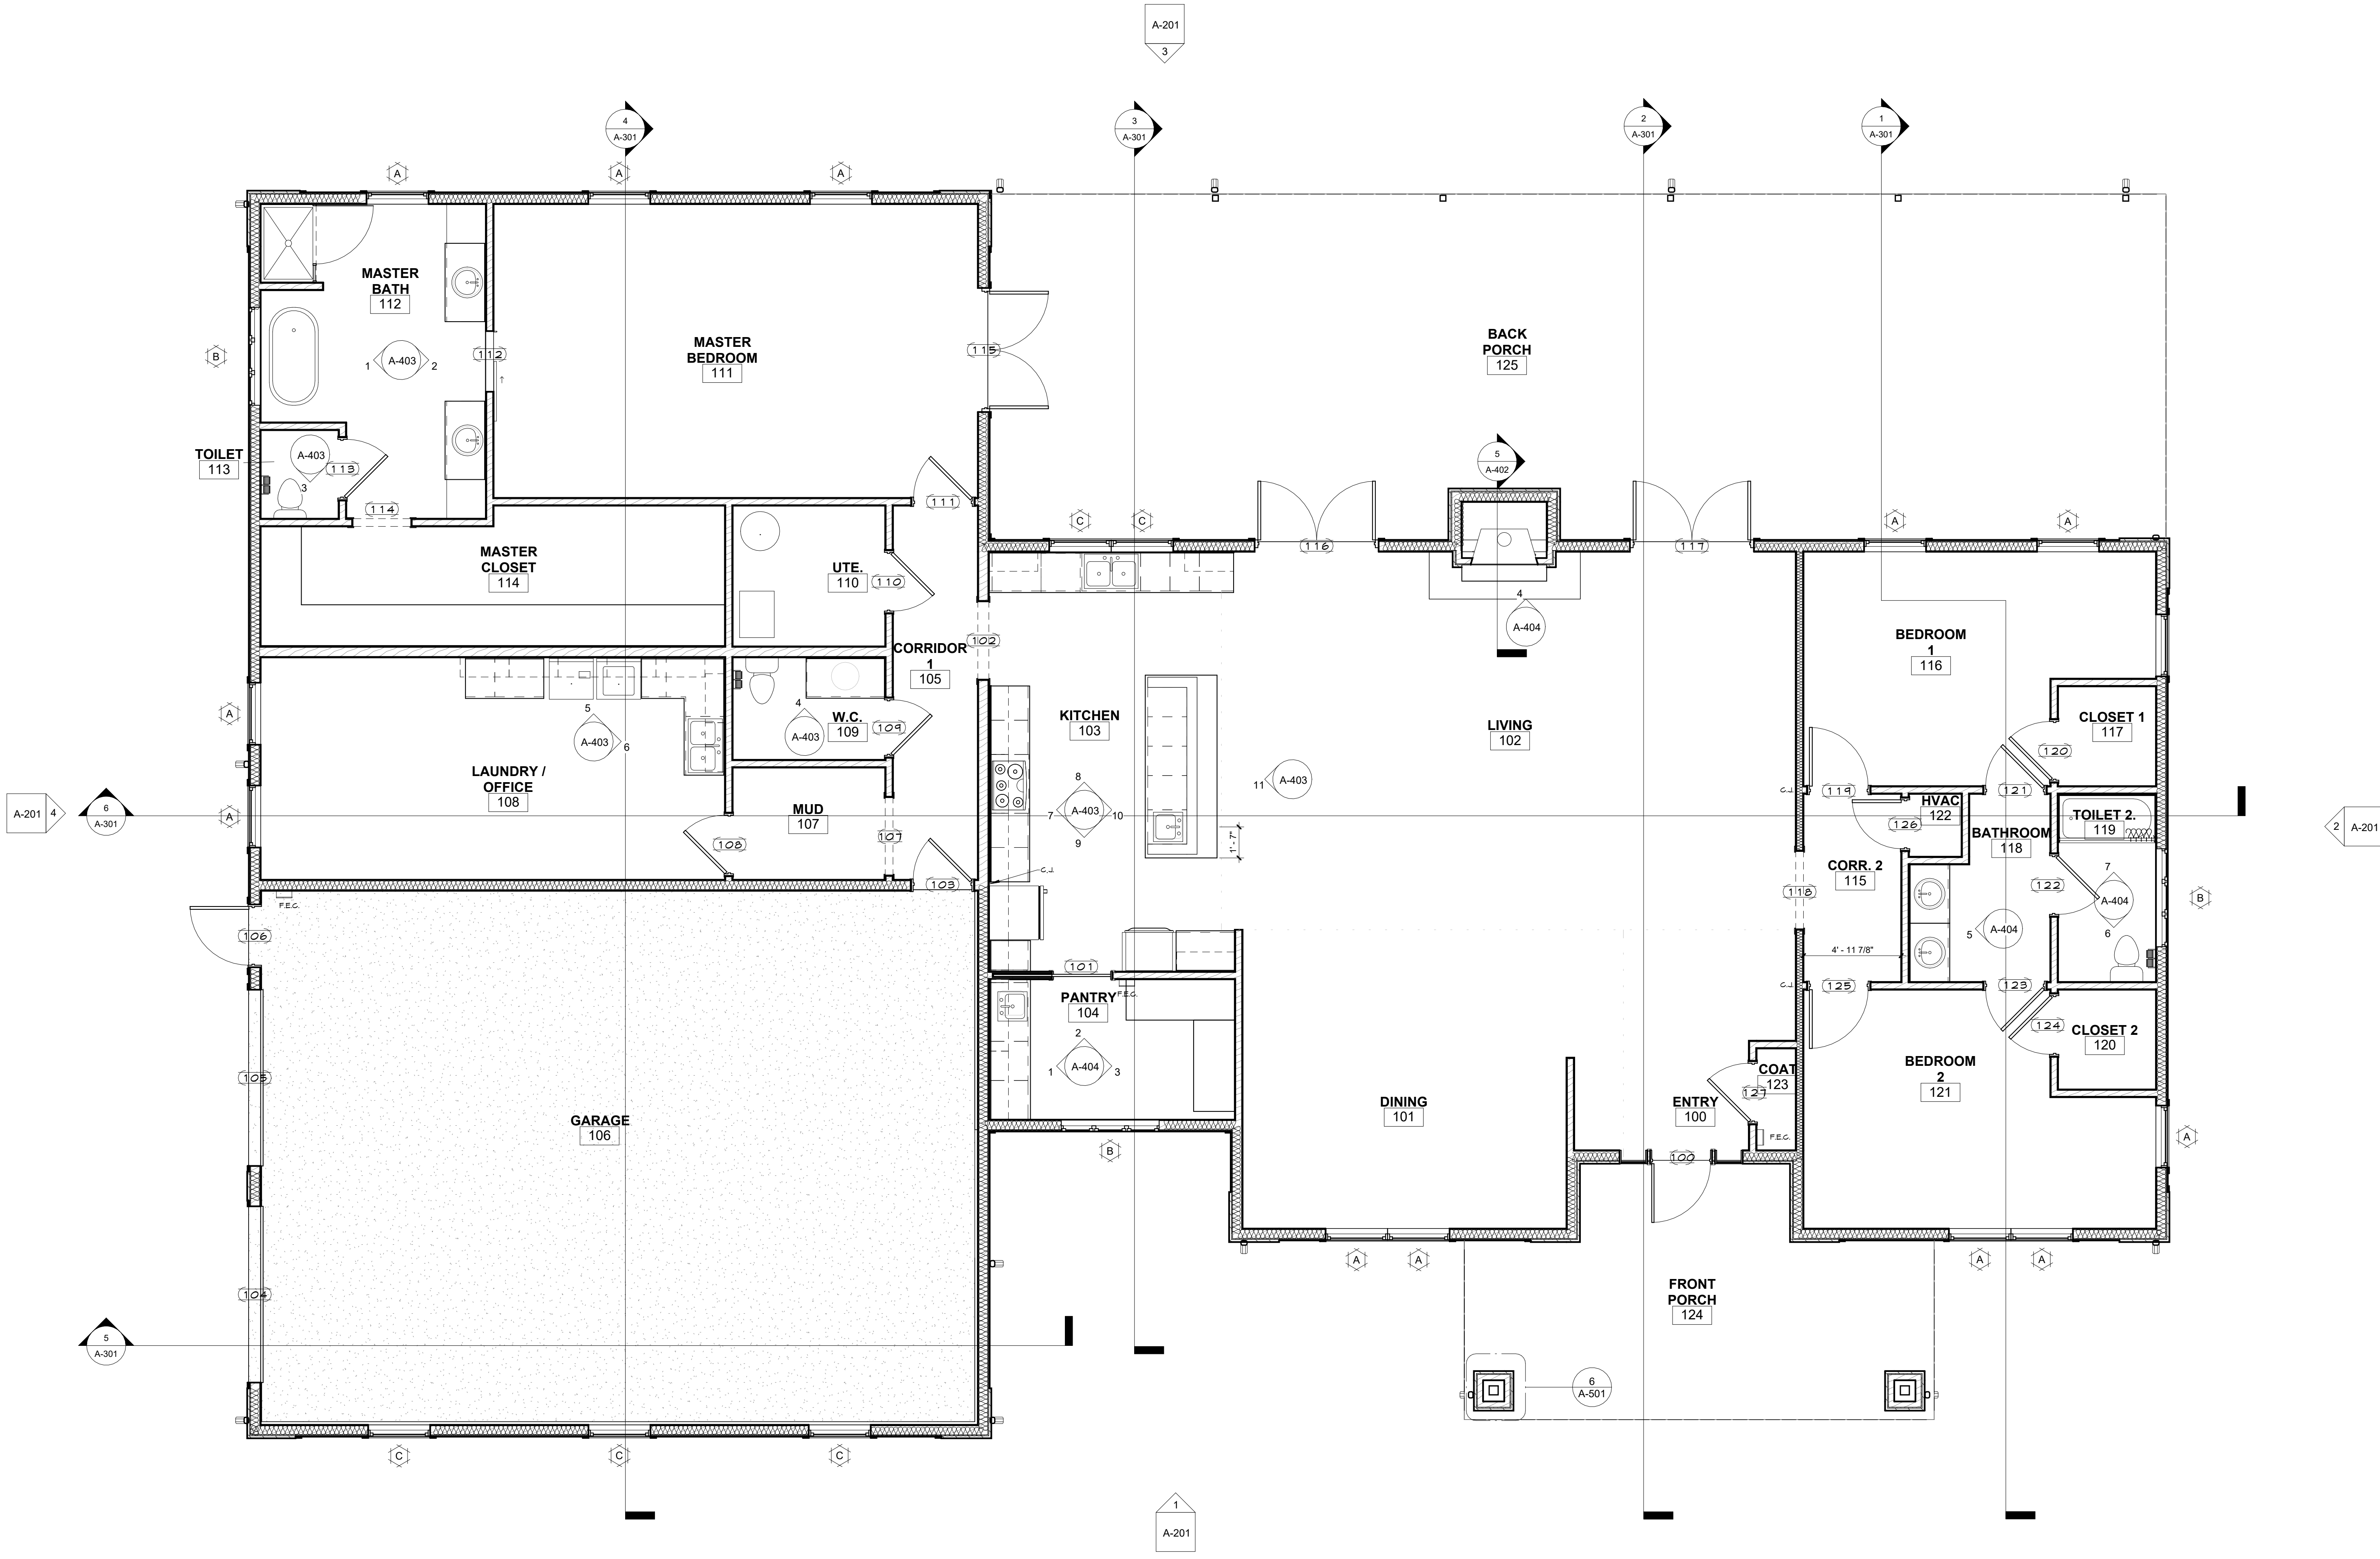 A-201
3
4
A-301
3
A-301
2
A-301
1
A-301
A
A
A
MASTER
BATH
112
MASTER
BEDROOM
111
BACK
PORCH
125
B
1
A-403
2
112
115
TOILET
113
A-403
113
3
114
111
5
A-402
C
C
116
117
A
A
MASTER
CLOSET
114
UTE.
110
110
4
A-404
CORRIDOR
1
105
102
BEDROOM
1
116
A
5
A-403
6
4
A-403
W.C.
109
109
KITCHEN
103
LIVING
102
CLOSET 1
117
120
LAUNDRY /
OFFICE
108
8
7
A-403
10
9
11
A-403
C.J.
119
121
A-201
4
6
A-301
A
MUD
107
107
108
1' - 7"
HVAC
122
126
BATHROOM
118
TOILET 2.
119
2
A-201
103
C.J.
CORR. 2
115
118
122
7
A-404
6
B
F.E.C.
106
5
A-404
4' - 11 7/8"
101
C.J.
125
123
PANTRY
104
F.E.C.
2
1
A-404
3
124
CLOSET 2
120
105
COAT
123
127
BEDROOM
2
121
GARAGE
106
DINING
101
ENTRY
100
F.E.C.
A
B
100
A
A
A
A
104
FRONT
PORCH
124
5
A-301
6
A-501
C
C
C
1
A-201